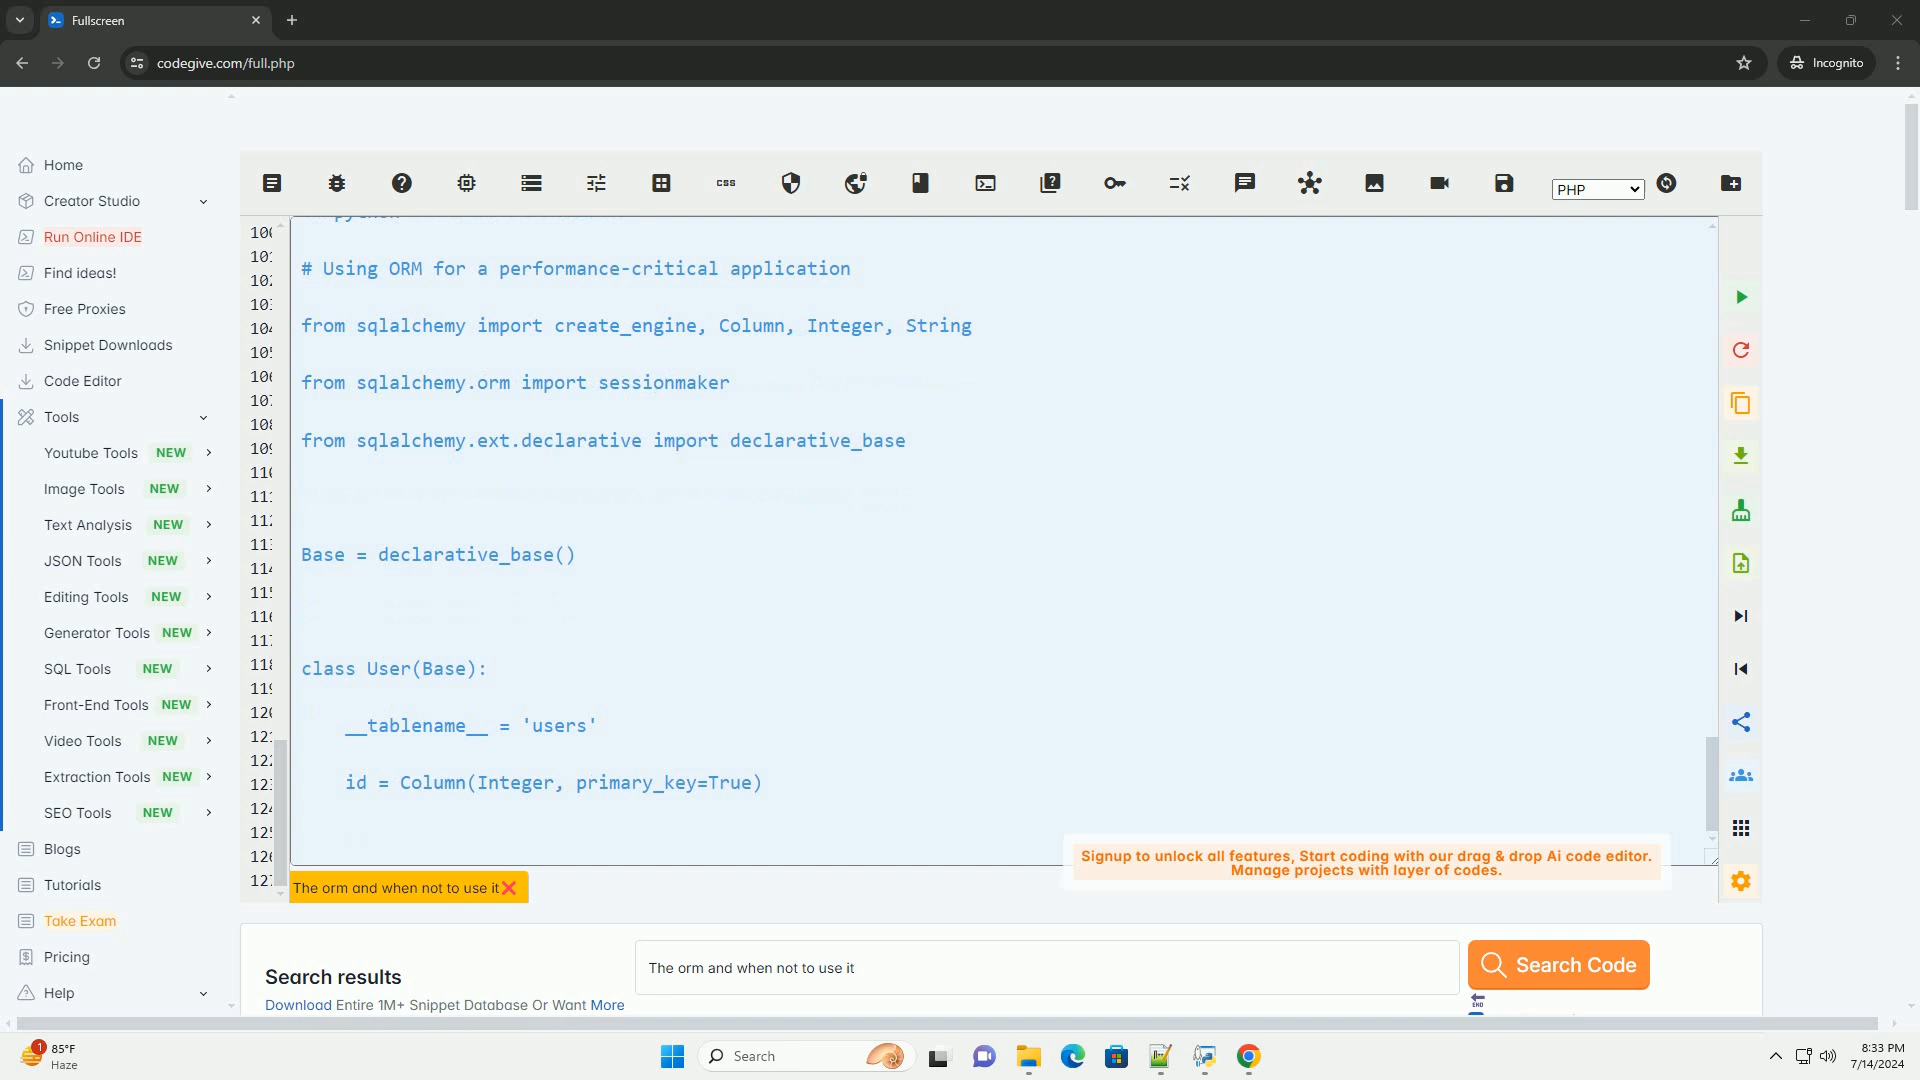 Fullscreen
codegive.com/full.php
Incognito
Home
Creator Studio
Run Online IDE
Find ideas!
Free Proxies
Snippet Downloads
Code Editor
Tools
Youtube Tools NEW
Image Tools NEW
Text Analysis NEW
JSON Tools NEW
Editing Tools NEW
Generator Tools NEW
SQL Tools NEW
Front-End Tools NEW
Video Tools NEW
Extraction Tools NEW
SEO Tools NEW
Blogs
Tutorials
Take Exam
Pricing
Help
css
PHP
# Using ORM for a performance-critical application
from sqlalchemy import create_engine, Column, Integer, String
from sqlalchemy.orm import sessionmaker
from sqlalchemy.ext.declarative import declarative_base
Base = declarative_base()
class User(Base):
__tablename__ = 'users'
id = Column(Integer, primary_key=True)
Signup to unlock all features, Start coding with our drag & drop Ai code editor.
Manage projects with layer of codes.
The orm and when not to use it
Search results
Download Entire 1M+ Snippet Database Or Want More
The orm and when not to use it
Search Code
END
1
85°F
Haze
Search
8:33 PM
7/14/2024